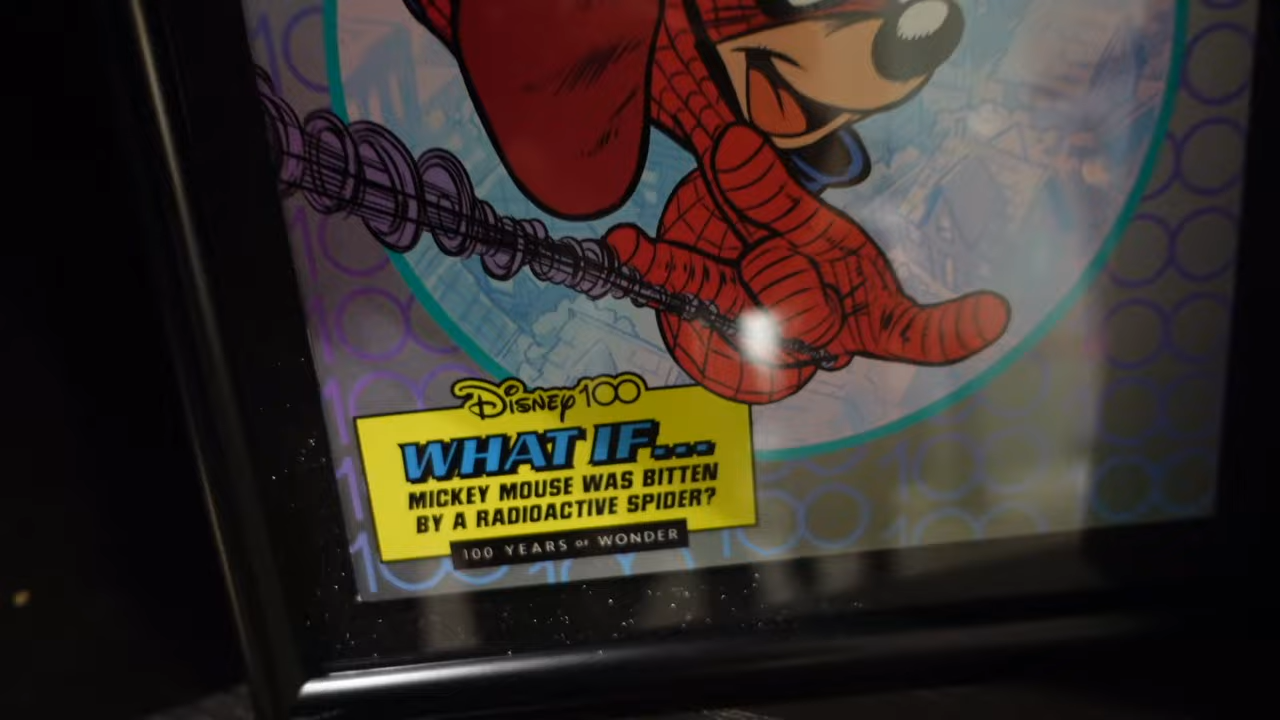 Disney100
WHAT IF...
MICKEY MOUSE WAS BITTEN
BY A RADIOACTIVE SPIDER?
100 YEARS OF WONDER